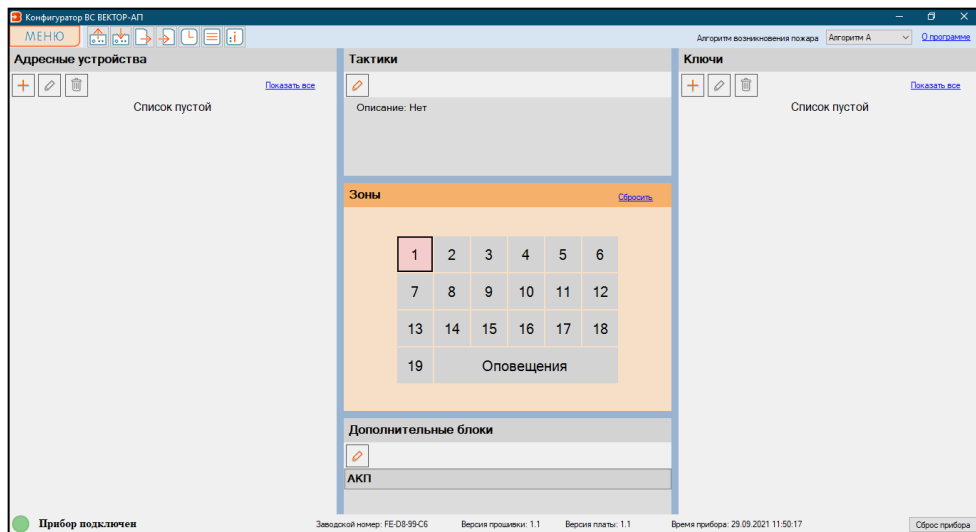 Конфигуратор ВС ВЕКТОР-АП
МЕНЮ
Алгоритм возникновения пожара Алгоритм А О программе
Адресные устройства
Показать все
Список пустой
Тактики
Описание: Нет
Зоны Сбросить
1 2 3 4 5 6
7 8 9 10 11 12
13 14 15 16 17 18
19 Оповещения
Дополнительные блоки
АКП
Ключи
Показать все
Список пустой
Прибор подключен Заводской номер: FE-D8-99-C6 Версия прошивки: 1.1 Версия платы: 1.1 Время прибора: 29.09.2021 11:50:17 Сброс прибора